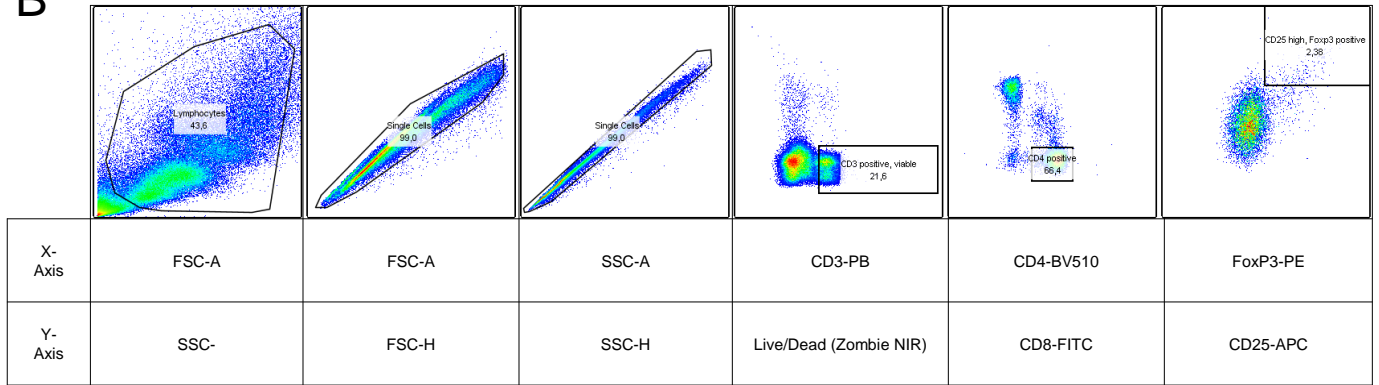 B
Lymphocytes
43,6
Single Cells
99,0
Single Cells
99,0
CD3 positive, viable
21,6
CD4 positive
66,4
CD25 high, Foxp3 positive
2,38
X-
Axis
FSC-A
FSC-A
SSC-A
CD3-PB
CD4-BV510
FoxP3-PE
Y-
Axis
SSC-
FSC-H
SSC-H
Live/Dead (Zombie NIR)
CD8-FITC
CD25-APC